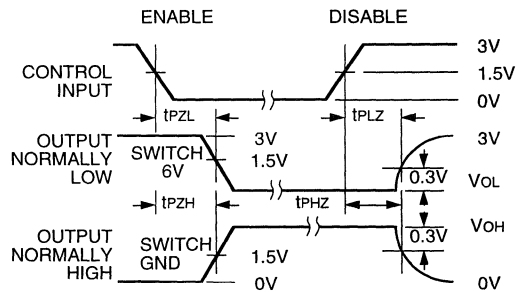 ENABLE DISABLE
3V
CONTROL INPUT 1.5V
0V
tPZL tPLZ
OUTPUT NORMALLY LOW
SWITCH 6V
3V
1.5V
3V
0.3V
VOL
tPZH tPHZ
OUTPUT NORMALLY HIGH
SWITCH GND
1.5V
0V
VOH
0.3V
0V